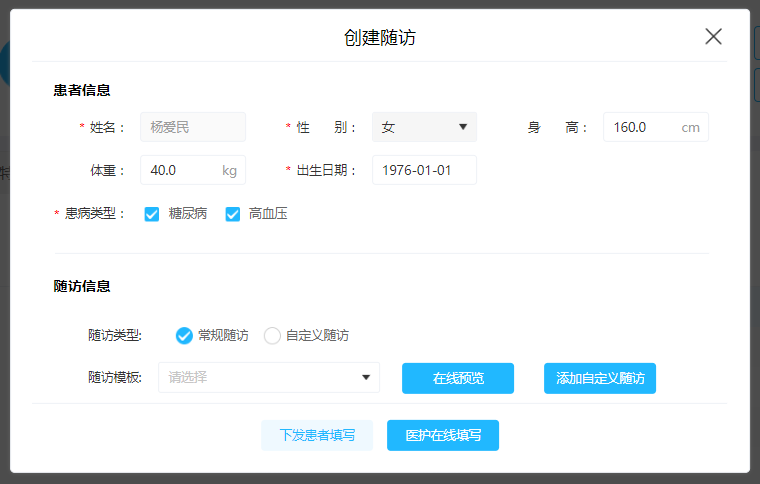 创建随访
患者信息
* 姓名： 杨爱民 * 性 别： 女 身 高： 160.0 cm
体重： 40.0 kg * 出生日期： 1976-01-01
* 患病类型： 糖尿病 高血压
随访信息
随访类型: 常规随访 自定义随访
随访模板: 请选择 在线预览 添加自定义随访
下发患者填写 医护在线填写